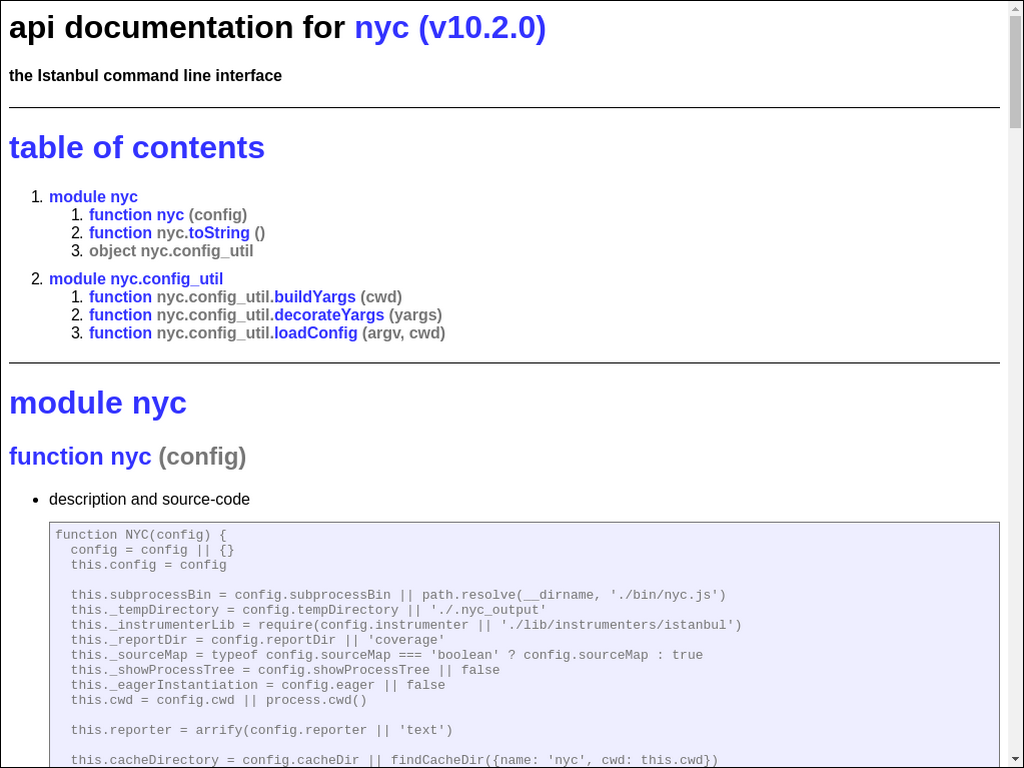 api documentation for nyc (v10.2.0)
the Istanbul command line interface
table of contents
1. module nyc
1. function nyc (config)
2. function nyc.toString ()
3. object nyc.config_util
2. module nyc.config_util
1. function nyc.config_util.buildYargs (cwd)
2. function nyc.config_util.decorateYargs (yargs)
3. function nyc.config_util.loadConfig (argv, cwd)
module nyc
function nyc (config)
• description and source-code
function NYC(config) {
  config = config || {}
  this.config = config
  this.subprocessBin = config.subprocessBin || path.resolve(__dirname, './bin/nyc.js')
  this._tempDirectory = config.tempDirectory || './.nyc_output'
  this._instrumenterLib = require(config.instrumenter || './lib/instrumenters/istanbul')
  this._reportDir = config.reportDir || 'coverage'
  this._sourceMap = typeof config.sourceMap === 'boolean' ? config.sourceMap : true
  this._showProcessTree = config.showProcessTree || false
  this._eagerInstantiation = config.eager || false
  this.cwd = config.cwd || process.cwd()
  this.reporter = arrify(config.reporter || 'text')
  this.cacheDirectory = config.cacheDir || findCacheDir({name: 'nyc', cwd: this.cwd})